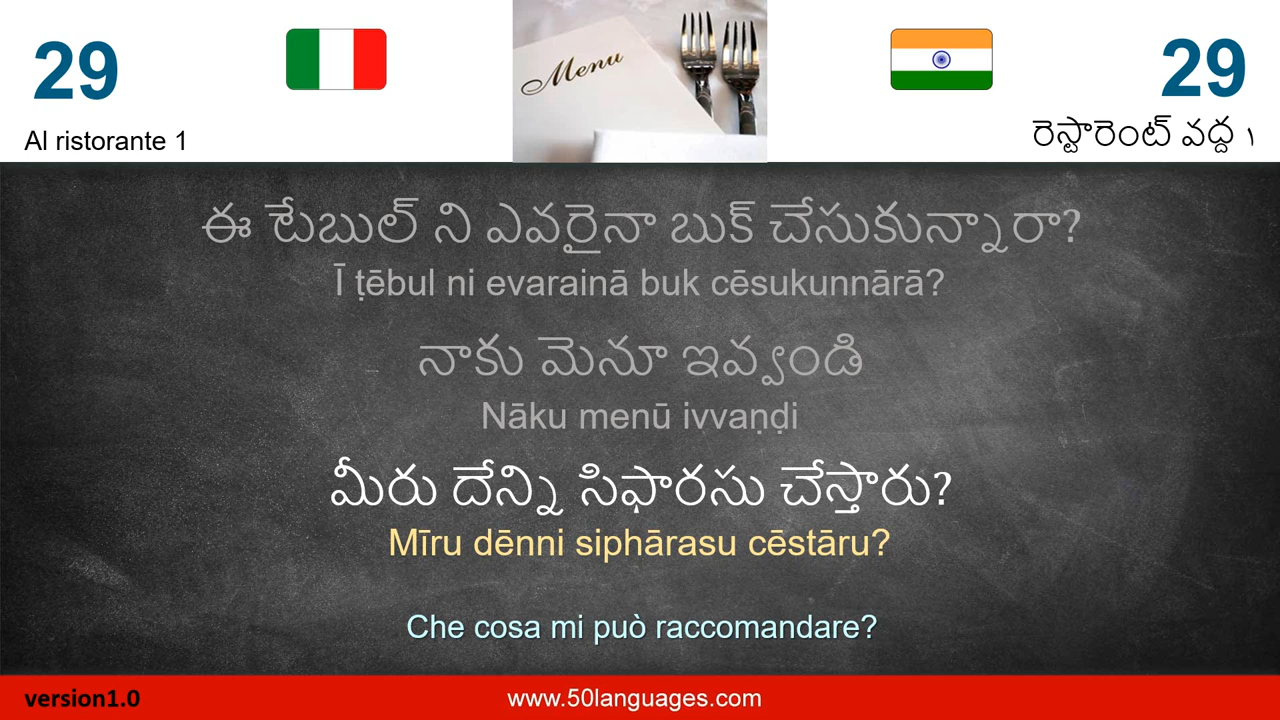 29
29
Al ristorante 1
Menu
రెస్టారెంట్ వద్ద ౧
ఈ టేబుల్ ని ఎవరైనా బుక్ చేసుకున్నారా?
Ī ṭēbul ni evarainā buk cēsukunnārā?
నాకు మెనూ ఇవ్వండి
Nāku menū ivvaṇḍi
మీరు దేన్ని సిఫారసు చేస్తారు?
Mīru dēnni siphārasu cēstāru?
Che cosa mi può raccomandare?
version1.0
www.50languages.com